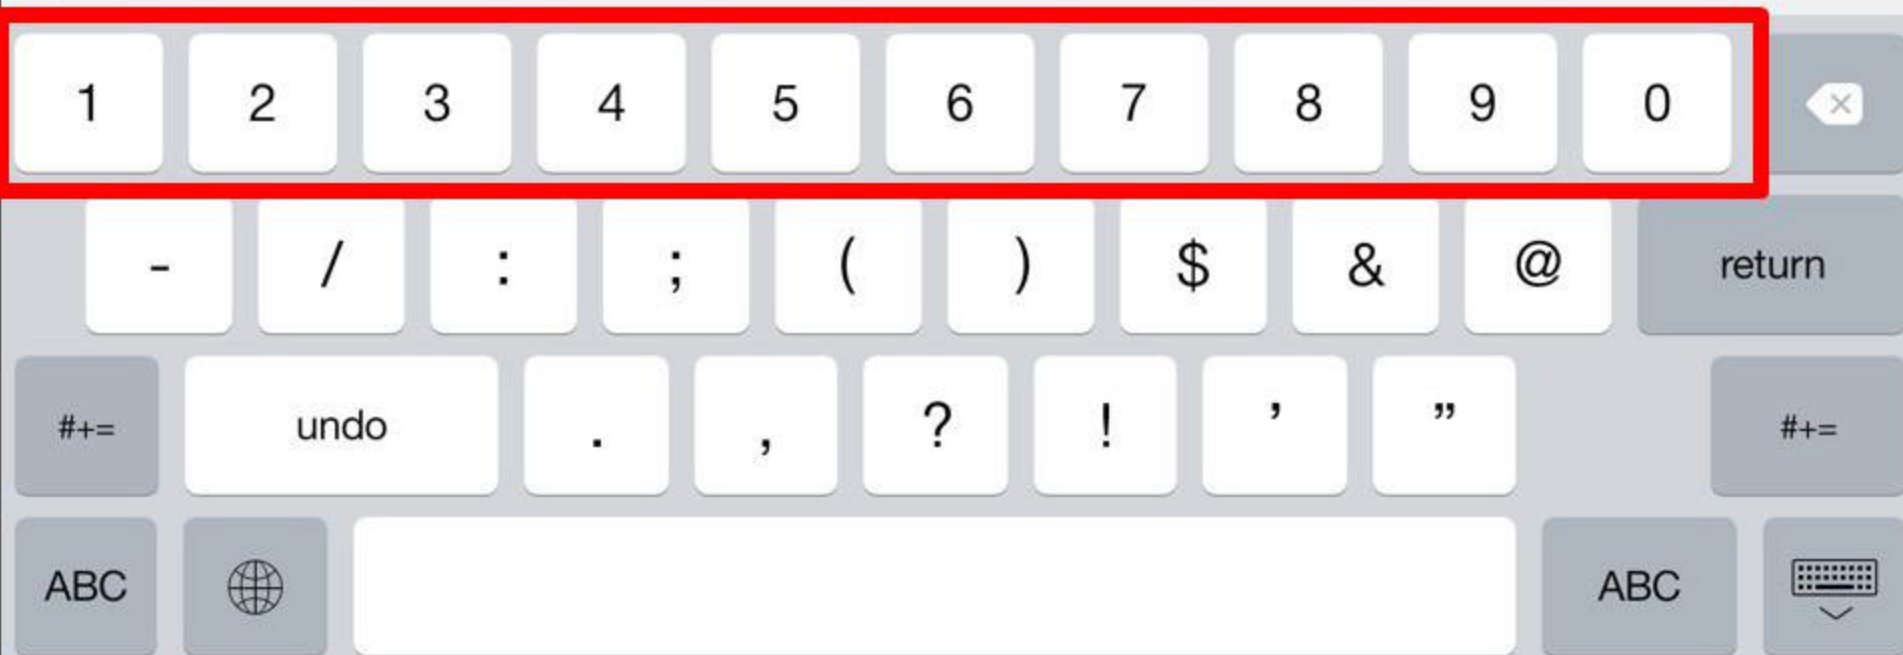 1 2 3 4 5 6 7 8 9 0
- / : ; ( ) $ & @ return
#+= undo . , ? ! ’ ” #+=
ABC ABC